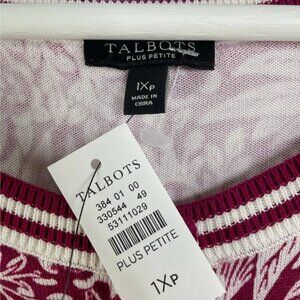 TALBOTS
PLUS PETITE
1XP
MADE IN
CHINA
TALBOTS
384 01 00
330544 49
53111029
PLUS PETITE
1XP